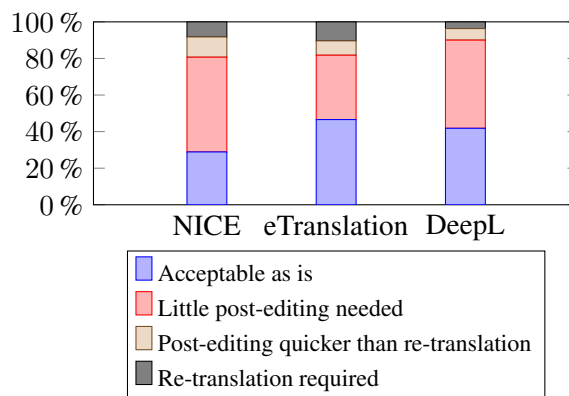 100 %
80 %
60 %
40 %
20 %
0 %
NICE eTranslation DeepL
Acceptable as is
Little post-editing needed
Post-editing quicker than re-translation
Re-translation required